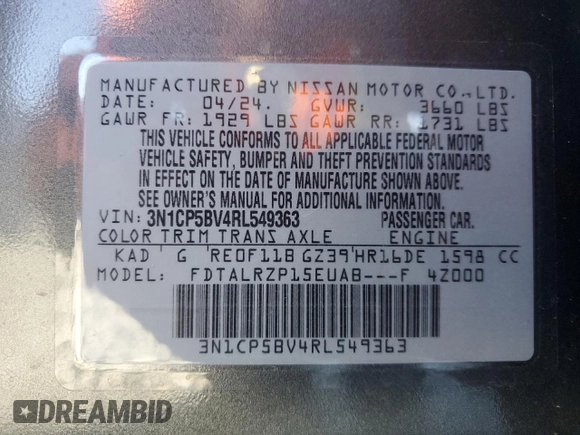 MANUFACTURED BY NISSAN MOTOR CO.,LTD.
DATE: 04/24. GVWR: 3660 LBS
GAWR FR: 1929 LBS GAWR RR: 1731 LBS
THIS VEHICLE CONFORMS TO ALL APPLICABLE FEDERAL MOTOR
VEHICLE SAFETY, BUMPER AND THEFT PREVENTION STANDARDS
IN EFFECT ON THE DATE OF MANUFACTURE SHOWN ABOVE.
SEE OWNER'S MANUAL FOR ADDITIONAL INFORMATION.
VIN: 3N1CP5BV4RL549363 PASSENGER CAR.
COLOR TRIM TRANS AXLE ENGINE
KAD G RE0F11B GZ39 HR16DE 1598 CC
MODEL: FDTALRZP15EUAB---F 4Z000
3N1CP5BV4RL549363
DREAMBID